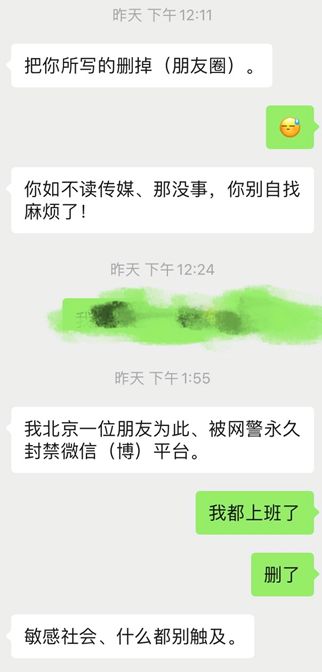 昨天 下午12:11
把你所写的删掉（朋友圈）。
你如不读传媒、那没事，你别自找
麻烦了！
昨天 下午12:24
我
昨天 下午1:55
我北京一位朋友为此、被网警永久
封禁微信（博）平台。
我都上班了
删了
敏感社会、什么都别触及。